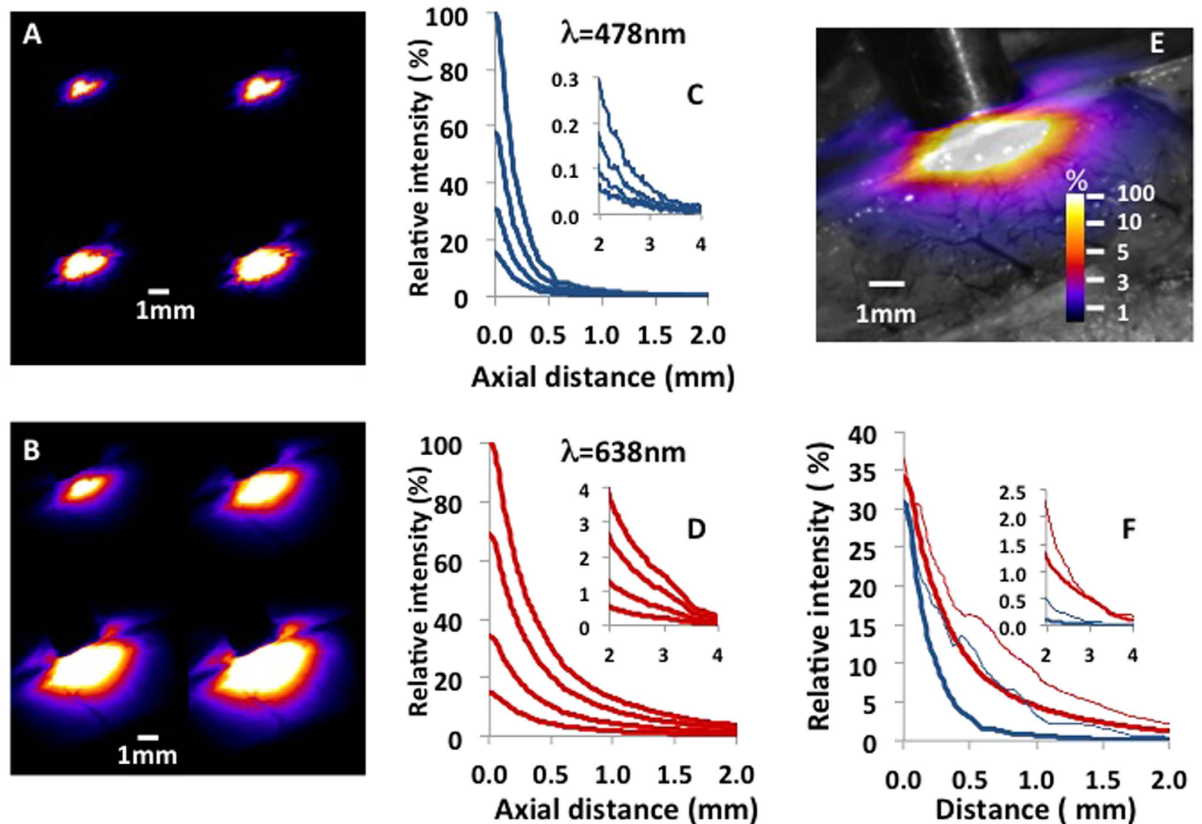 A
1mm
λ=478nm
C
Relative intensity ( %)
100
80
60
40
20
0
0.3
0.2
0.1
0.0
2 3 4
0.0 0.5 1.0 1.5 2.0
Axial distance (mm)
E
%
100
10
5
3
1
1mm
B
1mm
λ=638nm
D
Relative intensity (%)
100
80
60
40
20
0
4
3
2
1
0
2 3 4
0.0 0.5 1.0 1.5 2.0
Axial distance (mm)
F
Relative intensity ( %)
40
35
30
25
20
15
10
5
0
2.5
2.0
1.5
1.0
0.5
0.0
2 3 4
0.0 0.5 1.0 1.5 2.0
Distance ( mm)